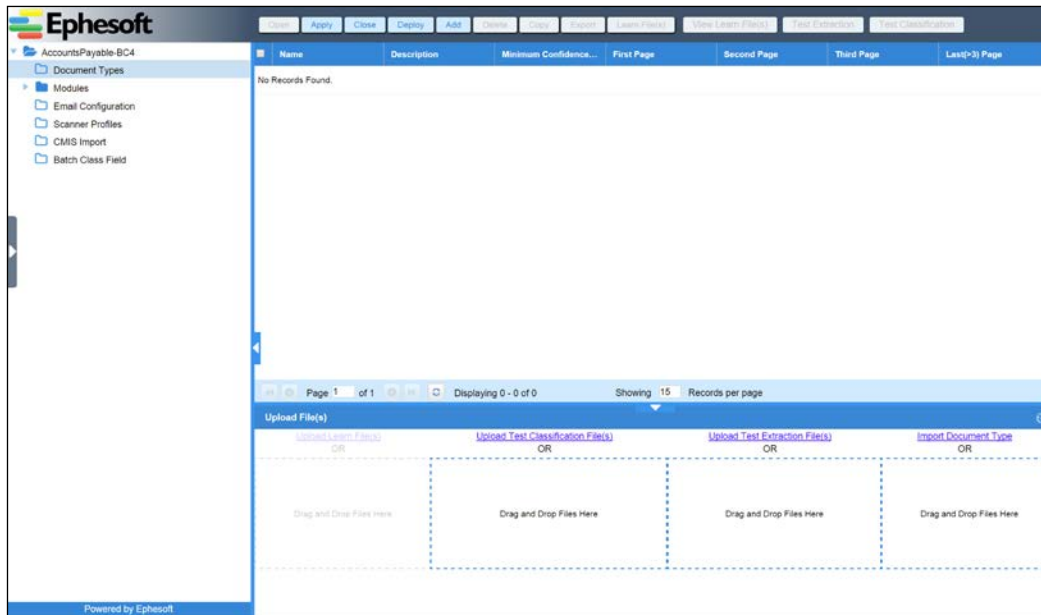 Ephesoft
Open Apply Close Deploy Add Delete Copy Export Learn File(s) View Learn File(s) Test Extraction Test Classification
AccountsPayable-BC4
Document Types
Modules
Email Configuration
Scanner Profiles
CMIS Import
Batch Class Field
Name Description Minimum Confidence... First Page Second Page Third Page Last(>3) Page
No Records Found.
Page 1 of 1 Displaying 0 - 0 of 0 Showing 15 Records per page
Upload File(s)
Upload Learn File(s) Upload Test Classification File(s) Upload Test Extraction File(s) Import Document Type
OR OR OR OR
Drag and Drop Files Here Drag and Drop Files Here Drag and Drop Files Here Drag and Drop Files Here
Powered by Ephesoft